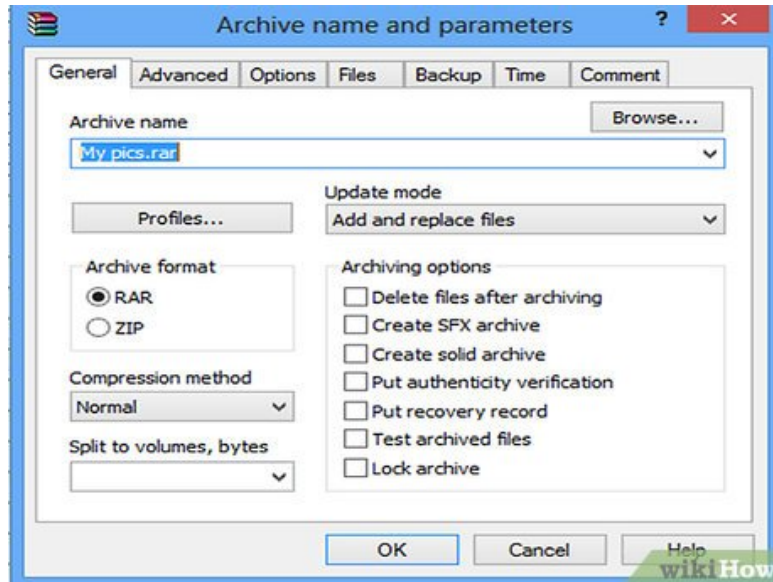 Archive name and parameters ?
General Advanced Options Files Backup Time Comment
Archive name
Browse...
My pics.rar
Update mode
Profiles...
Add and replace files
Archive format
Archiving options
RAR
Delete files after archiving
ZIP
Create SFX archive
Create solid archive
Compression method
Put authenticity verification
Normal
Put recovery record
Split to volumes, bytes
Test archived files
Lock archive
OK Cancel Help
wikiHow